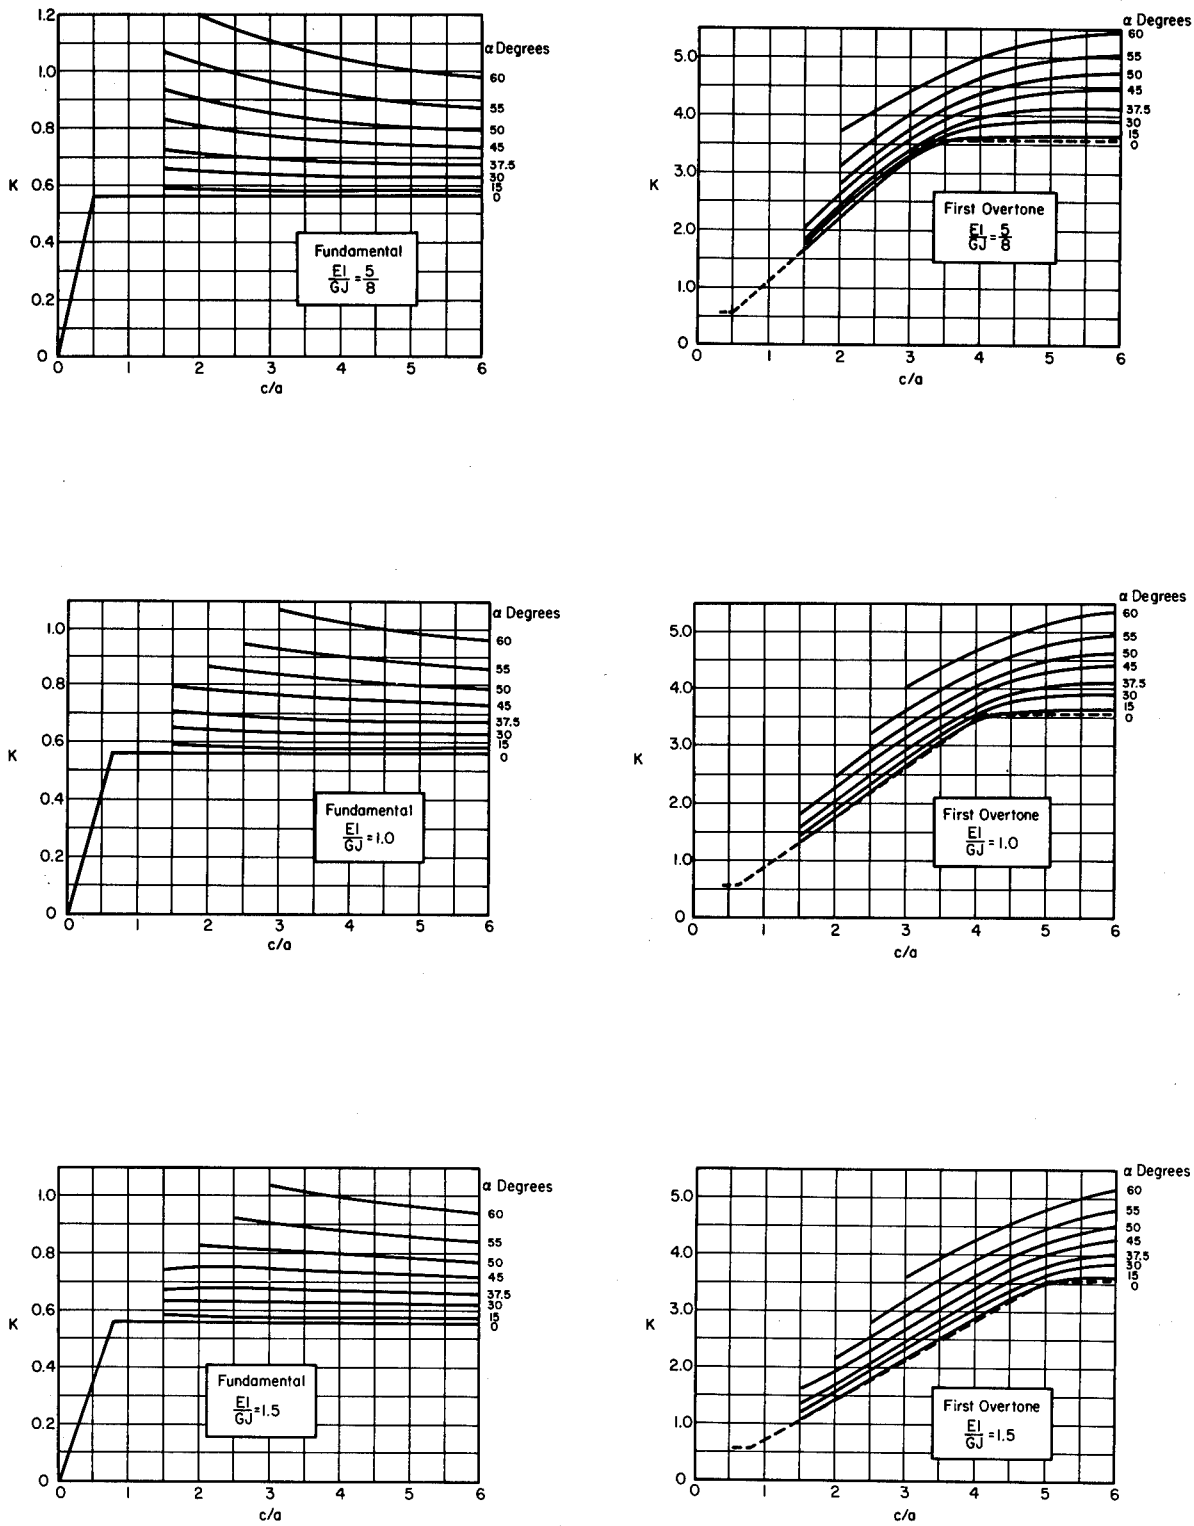 1.2
1.0
0.8
0.6
0.4
0.2
0
K
0 1 2 3 4 5 6
c/a
α Degrees
60
55
50
45
37.5
30
15
0
Fundamental
EI/GJ = 5/8
5.0
4.0
3.0
2.0
1.0
0
K
0 1 2 3 4 5 6
c/a
α Degrees
60
55
50
45
37.5
30
15
0
First Overtone
EI/GJ = 5/8
1.0
0.8
0.6
0.4
0.2
0
K
0 1 2 3 4 5 6
c/a
α Degrees
60
55
50
45
37.5
30
15
0
Fundamental
EI/GJ = 1.0
5.0
4.0
3.0
2.0
1.0
0
K
0 1 2 3 4 5 6
c/a
α Degrees
60
55
50
45
37.5
30
15
0
First Overtone
EI/GJ = 1.0
1.0
0.8
0.6
0.4
0.2
0
K
0 1 2 3 4 5 6
c/a
α Degrees
60
55
50
45
37.5
30
15
0
Fundamental
EI/GJ = 1.5
5.0
4.0
3.0
2.0
1.0
0
K
0 1 2 3 4 5 6
c/a
α Degrees
60
55
50
45
37.5
30
15
0
First Overtone
EI/GJ = 1.5